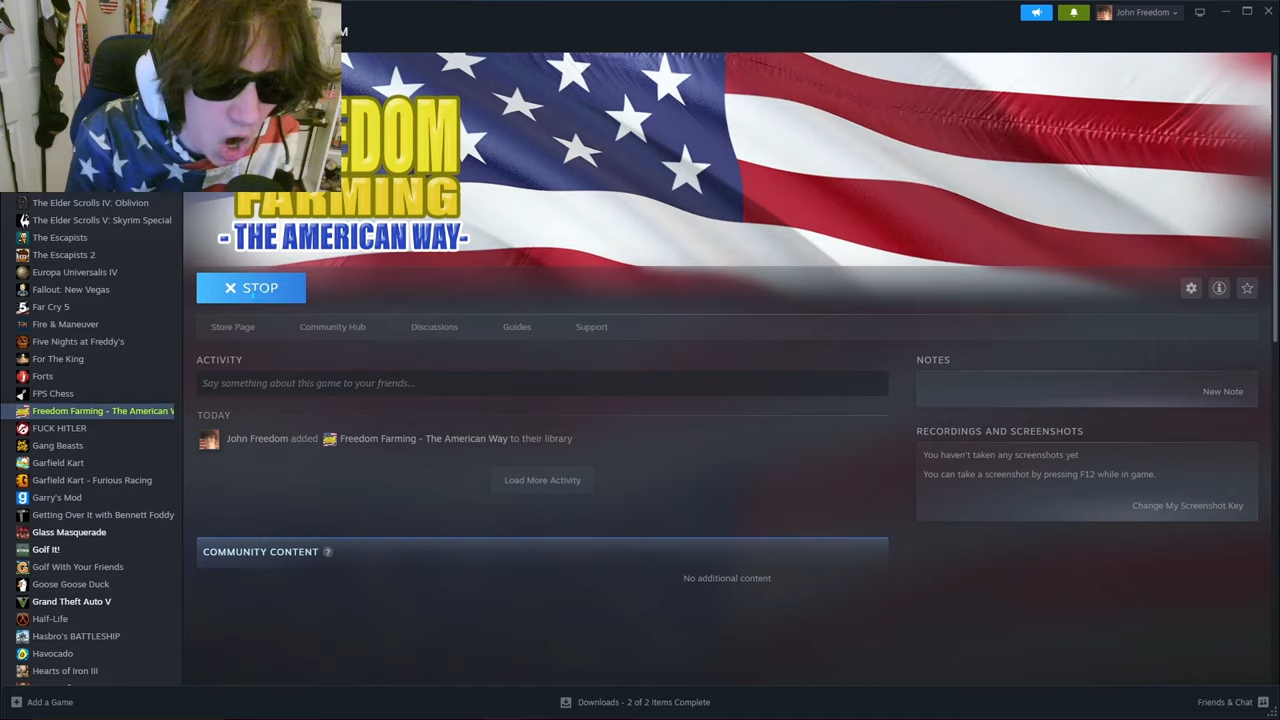 M
John Freedom
EDOM
FARMING
- THE AMERICAN WAY-
The Elder Scrolls IV: Oblivion
The Elder Scrolls V: Skyrim Special
The Escapists
The Escapists 2
Europa Universalis IV
Fallout: New Vegas
Far Cry 5
Fire & Maneuver
Five Nights at Freddy's
For The King
Forts
FPS Chess
Freedom Farming - The American W
FUCK HITLER
Gang Beasts
Garfield Kart
Garfield Kart - Furious Racing
Garry's Mod
Getting Over It with Bennett Foddy
Glass Masquerade
Golf It!
Golf With Your Friends
Goose Goose Duck
Grand Theft Auto V
Half-Life
Hasbro's BATTLESHIP
Havocado
Hearts of Iron III
STOP
Store Page Community Hub Discussions Guides Support
ACTIVITY
Say something about this game to your friends...
TODAY
John Freedom added Freedom Farming - The American Way to their library
Load More Activity
COMMUNITY CONTENT ?
No additional content
NOTES
New Note
RECORDINGS AND SCREENSHOTS
You haven't taken any screenshots yet
You can take a screenshot by pressing F12 while in game.
Change My Screenshot Key
Add a Game
Downloads - 2 of 2 Items Complete
Friends & Chat